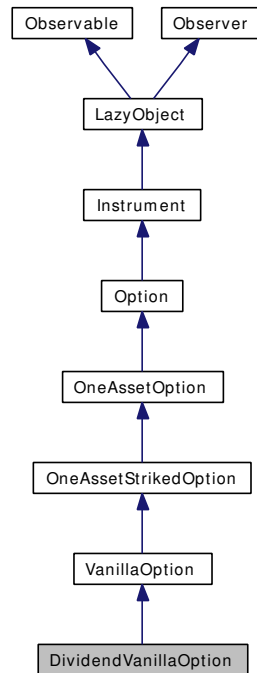 Observable
Observer
LazyObject
Instrument
Option
OneAssetOption
OneAssetStrikedOption
VanillaOption
DividendVanillaOption